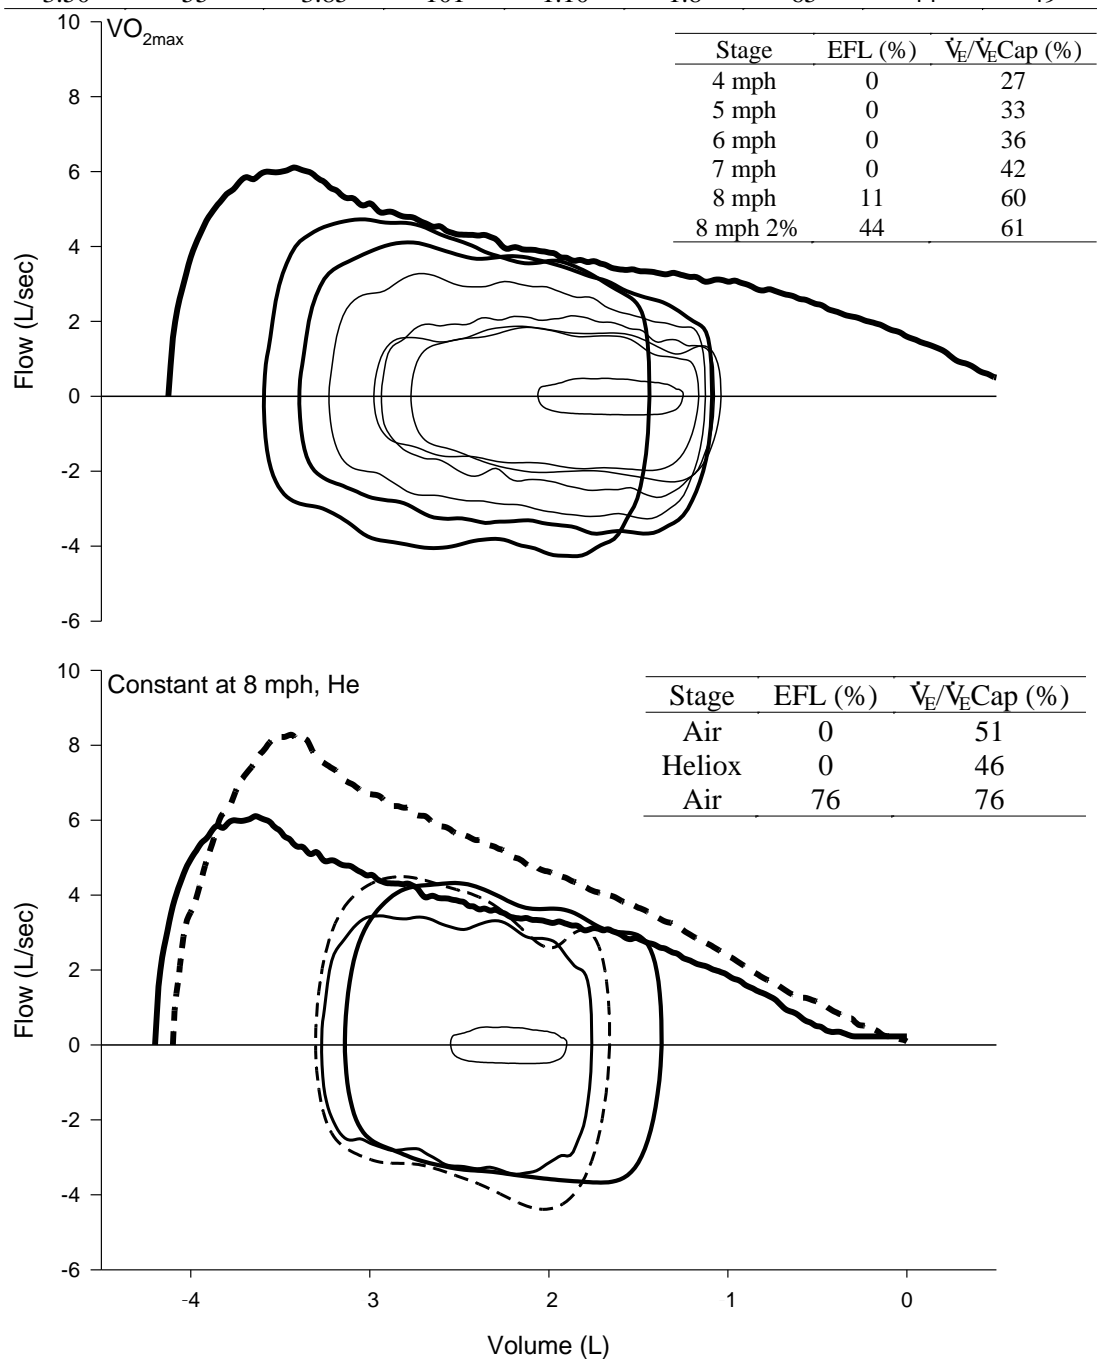 VO2max
Stage EFL (%) V̇E/V̇ECap (%)
4 mph 0 27
5 mph 0 33
6 mph 0 36
7 mph 0 42
8 mph 11 60
8 mph 2% 44 61
10
8
6
4
2
0
-2
-4
-6
Flow (L/sec)
Constant at 8 mph, He
Stage EFL (%) V̇E/V̇ECap (%)
Air 0 51
Heliox 0 46
Air 76 76
10
8
6
4
2
0
-2
-4
-6
Flow (L/sec)
-4 3 2 1 0
Volume (L)